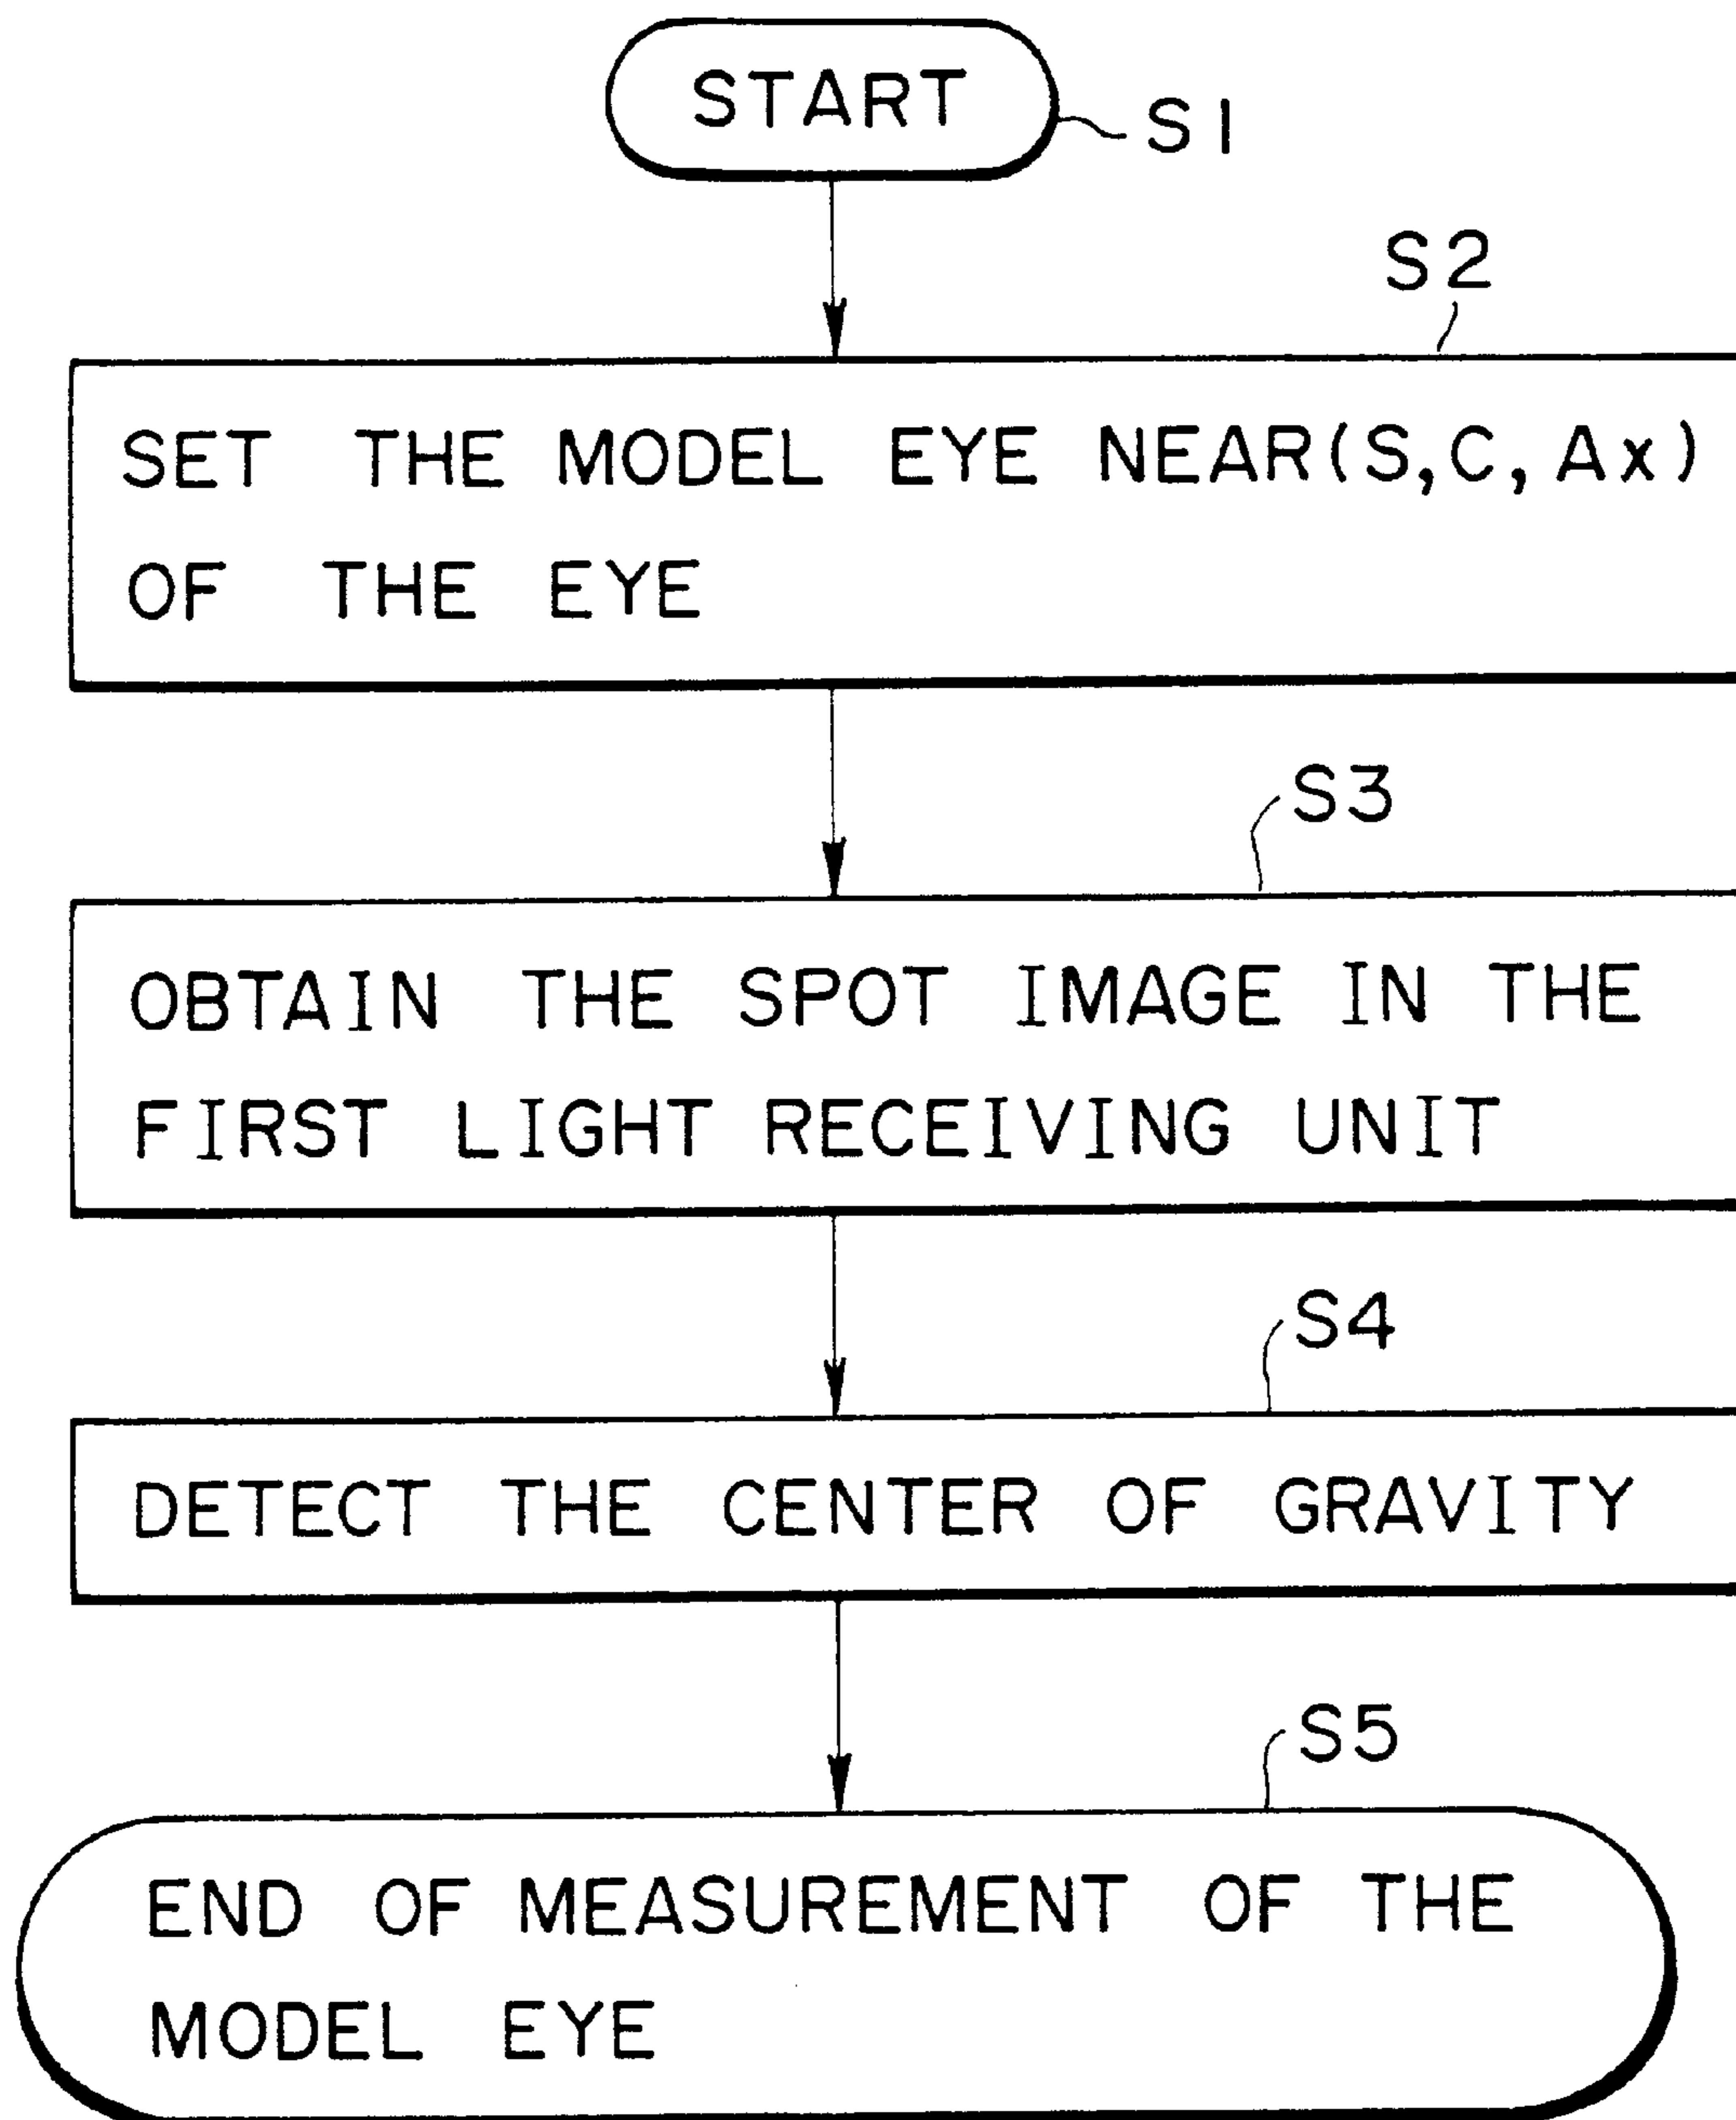 START
S1
S2
SET THE MODEL EYE NEAR(S,C,Ax)
OF THE EYE
S3
OBTAIN THE SPOT IMAGE IN THE
FIRST LIGHT RECEIVING UNIT
S4
DETECT THE CENTER OF GRAVITY
S5
END OF MEASUREMENT OF THE
MODEL EYE